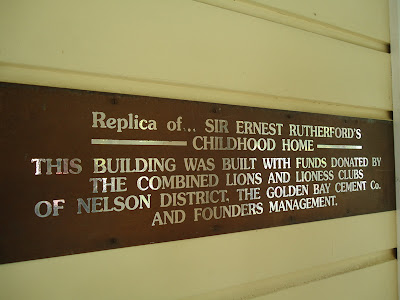 Replica of... SIR ERNEST RUTHERFORD'S
CHILDHOOD HOME
THIS BUILDING WAS BUILT WITH FUNDS DONATED BY
THE COMBINED LIONS AND LIONESS CLUBS
OF NELSON DISTRICT. THE GOLDEN BAY CEMENT Co.
AND FOUNDERS MANAGEMENT.